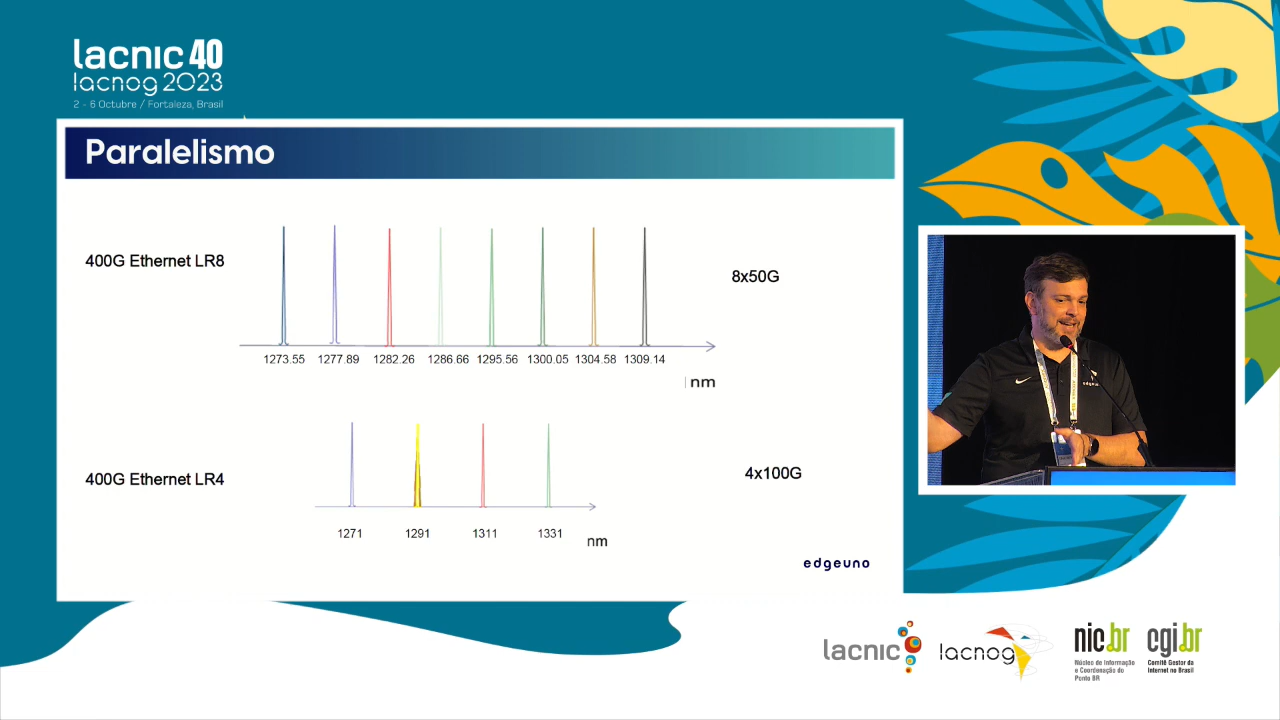 lacnic 40
lacnog 2023
2 - 6 Octubre / Fortaleza, Brasil
Paralelismo
400G Ethernet LR8
8x50G
1273.55 1277.89 1282.26 1286.66 1295.56 1300.05 1304.58 1309.14
nm
400G Ethernet LR4
4x100G
1271 1291 1311 1331
nm
edgeuno
edgeuno
lacnic
lacnog
nic.br
Núcleo de Informação
e Coordenação do
Ponto BR
cgi.br
Comitê Gestor da
Internet no Brasil